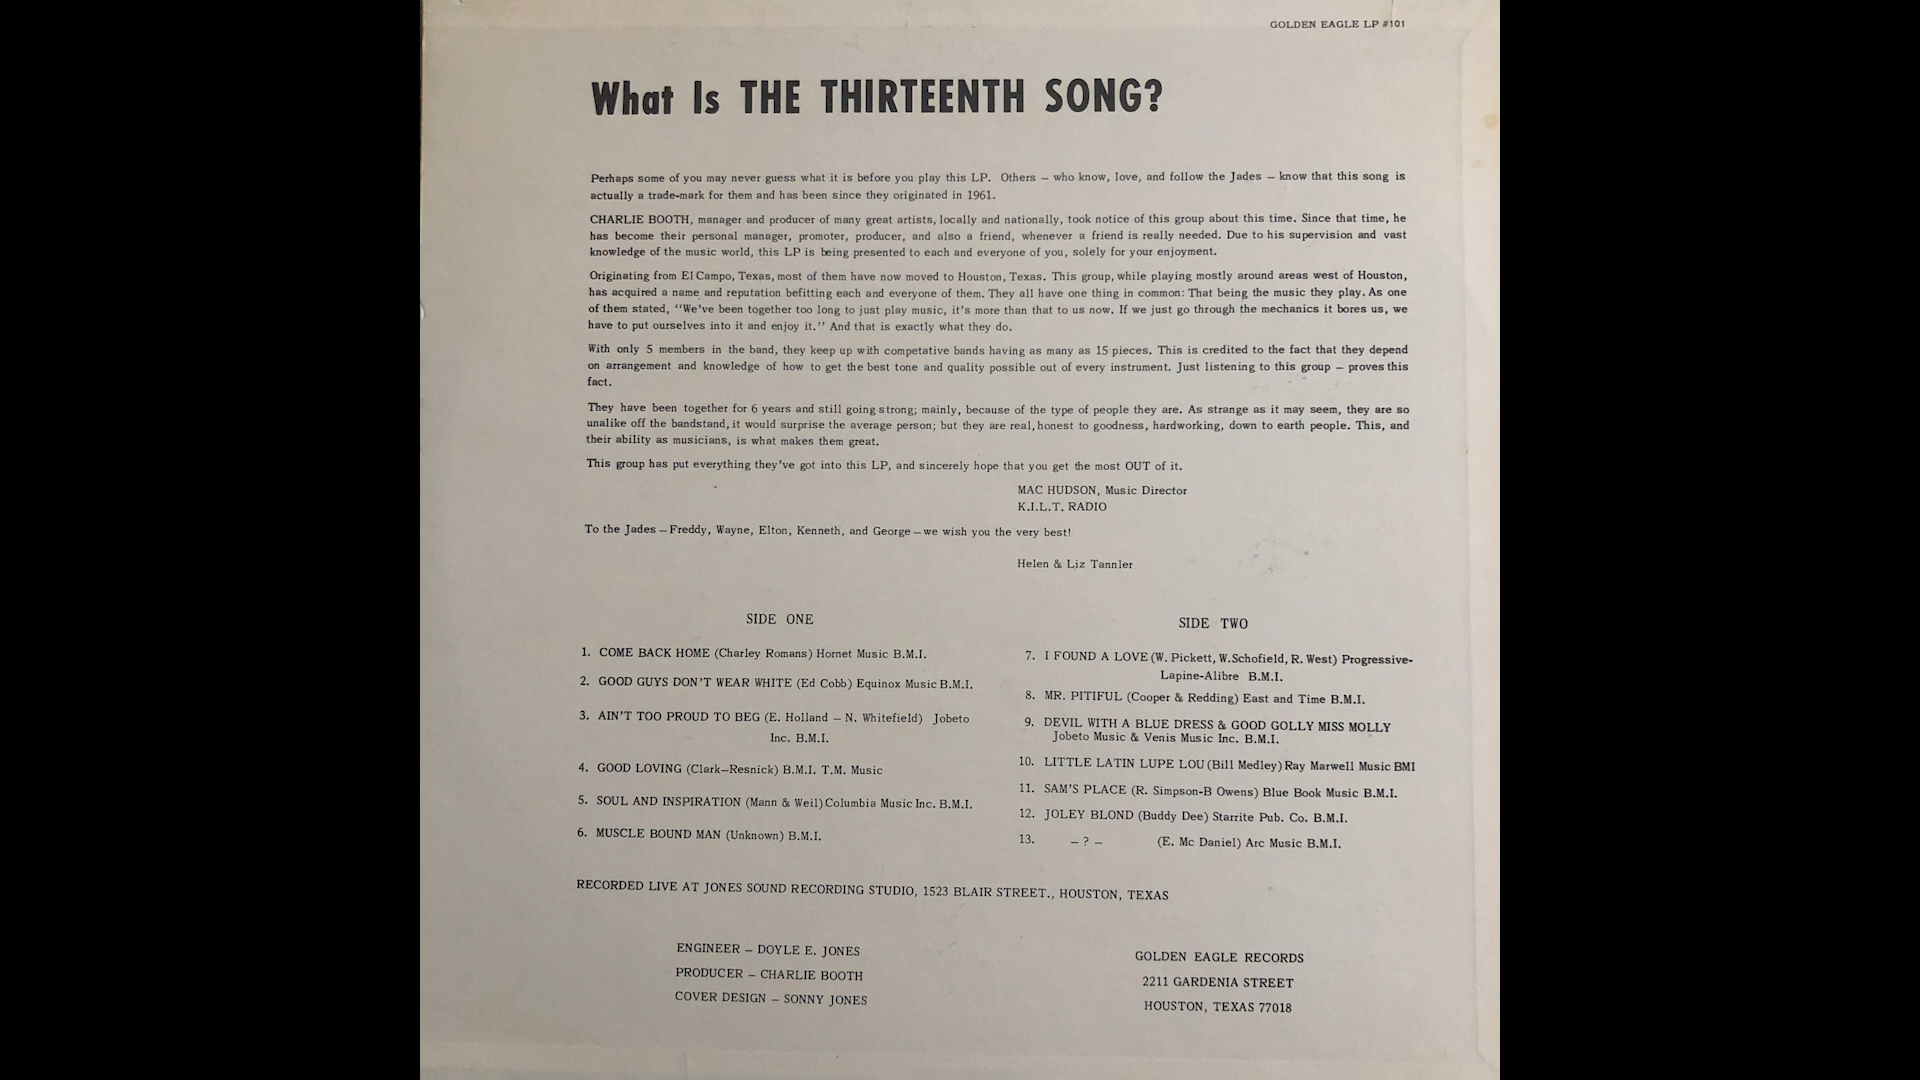 GOLDEN EAGLE LP #101
What Is THE THIRTEENTH SONG?
Perhaps some of you may never guess what it is before you play this LP. Others – who know, love, and follow the Jades – know that this song is
actually a trade-mark for them and has been since they originated in 1961.
CHARLIE BOOTH, manager and producer of many great artists, locally and nationally, took notice of this group about this time. Since that time, he
has become their personal manager, promoter, producer, and also a friend, whenever a friend is really needed. Due to his supervision and vast
knowledge of the music world, this LP is being presented to each and everyone of you, solely for your enjoyment.
Originating from El Campo, Texas, most of them have now moved to Houston, Texas. This group, while playing mostly around areas west of Houston,
has acquired a name and reputation befitting each and everyone of them. They all have one thing in common: That being the music they play. As one
of them stated, "We've been together too long to just play music, it's more than that to us now. If we just go through the mechanics it bores us, we
have to put ourselves into it and enjoy it." And that is exactly what they do.
With only 5 members in the band, they keep up with competative bands having as many as 15 pieces. This is credited to the fact that they depend
on arrangement and knowledge of how to get the best tone and quality possible out of every instrument. Just listening to this group – proves this
fact.
They have been together for 6 years and still going strong; mainly, because of the type of people they are. As strange as it may seem, they are so
unalike off the bandstand, it would surprise the average person; but they are real, honest to goodness, hardworking, down to earth people. This, and
their ability as musicians, is what makes them great.
This group has put everything they've got into this LP, and sincerely hope that you get the most OUT of it.
MAC HUDSON, Music Director
K.I.L.T. RADIO
To the Jades – Freddy, Wayne, Elton, Kenneth, and George – we wish you the very best!
Helen & Liz Tannler
SIDE ONE
1. COME BACK HOME (Charley Romans) Hornet Music B.M.I.
2. GOOD GUYS DON'T WEAR WHITE (Ed Cobb) Equinox Music B.M.I.
3. AIN'T TOO PROUD TO BEG (E. Holland – N. Whitefield) Jobeto
Inc. B.M.I.
4. GOOD LOVING (Clark–Resnick) B.M.I. T.M. Music
5. SOUL AND INSPIRATION (Mann & Weil) Columbia Music Inc. B.M.I.
6. MUSCLE BOUND MAN (Unknown) B.M.I.
SIDE TWO
7. I FOUND A LOVE (W. Pickett, W.Schofield, R. West) Progressive-
Lapine-Alibre B.M.I.
8. MR. PITIFUL (Cooper & Redding) East and Time B.M.I.
9. DEVIL WITH A BLUE DRESS & GOOD GOLLY MISS MOLLY
Jobeto Music & Venis Music Inc. B.M.I.
10. LITTLE LATIN LUPE LOU (Bill Medley) Ray Marwell Music BMI
11. SAM'S PLACE (R. Simpson-B Owens) Blue Book Music B.M.I.
12. JOLEY BLOND (Buddy Dee) Starrite Pub. Co. B.M.I.
13. – ? – (E. Mc Daniel) Arc Music B.M.I.
RECORDED LIVE AT JONES SOUND RECORDING STUDIO, 1523 BLAIR STREET., HOUSTON, TEXAS
ENGINEER – DOYLE E. JONES
PRODUCER – CHARLIE BOOTH
COVER DESIGN – SONNY JONES
GOLDEN EAGLE RECORDS
2211 GARDENIA STREET
HOUSTON, TEXAS 77018